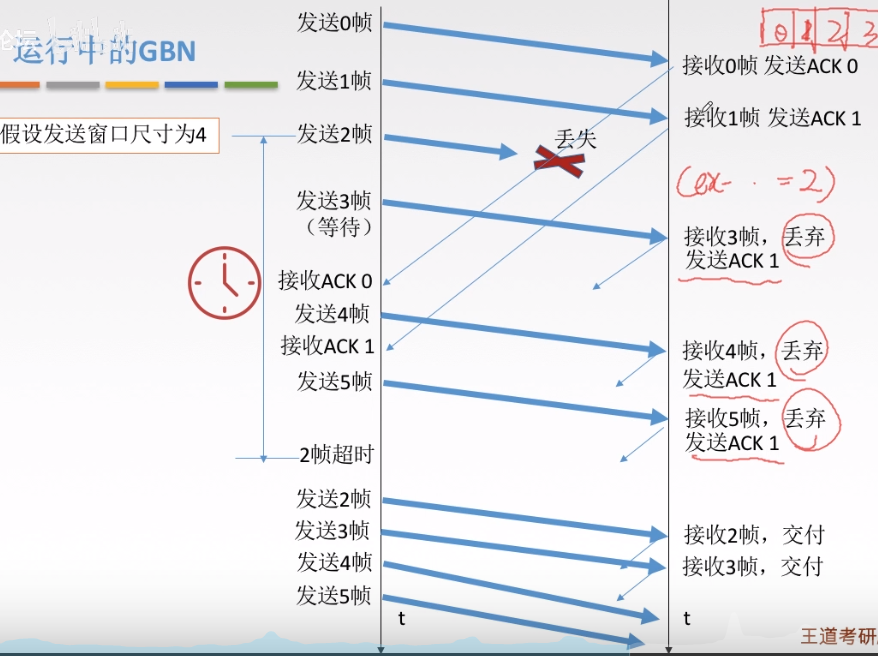 运行中的GBN
假设发送窗口尺寸为4
发送0帧
发送1帧
发送2帧
发送3帧
（等待）
接收ACK 0
发送4帧
接收ACK 1
发送5帧
2帧超时
发送2帧
发送3帧
发送4帧
发送5帧
t
丢失
0 1 2 3
接收0帧 发送ACK 0
接收1帧 发送ACK 1
(ex- . . =2)
接收3帧，丢弃
发送ACK 1
接收4帧，丢弃
发送ACK 1
接收5帧，丢弃
发送ACK 1
接收2帧，交付
接收3帧，交付
t
王道考研